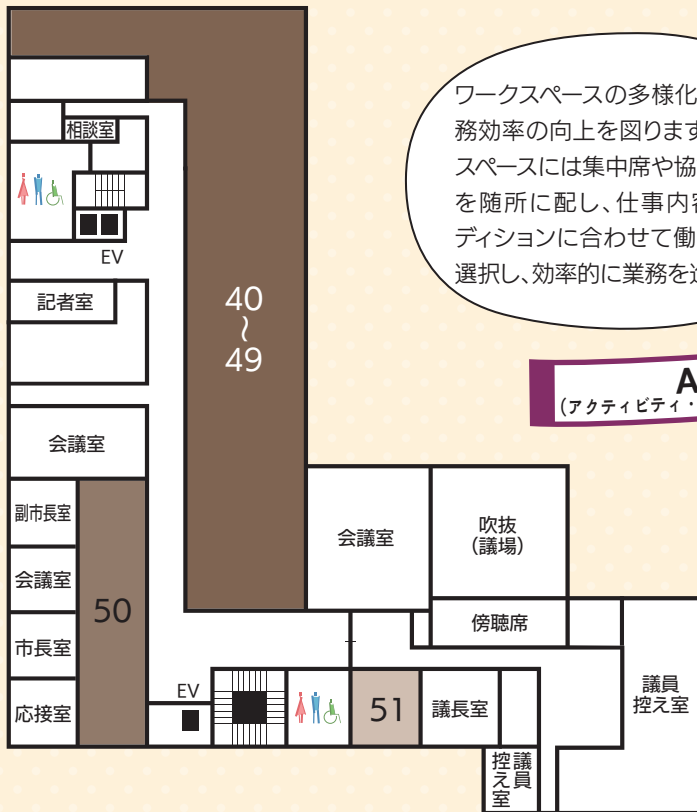 ワークスペースの多様化
務効率の向上を図ります
スペースには集中席や協
を随所に配し、仕事内容
ディションに合わせて働
選択し、効率的に業務を
A
(アクティビティ・
相談室
EV
記者室
40
〜
49
会議室
副市長室
会議室
市長室
応接室
50
会議室
吹抜
(議場)
傍聴席
EV
51
議長室
議員
控え室
議員
控え室